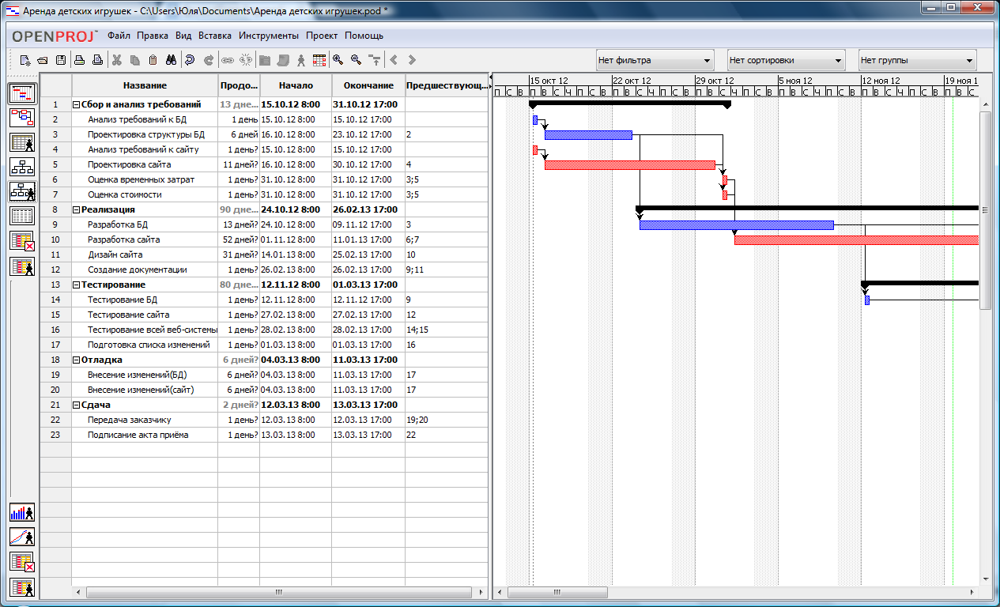 Аренда детских игрушек - C:\Users\Юля\Documents\Аренда детских игрушек.pod *
OPENPROJ™ Файл Правка Вид Вставка Инструменты Проект Помощь
Нет фильтра Нет сортировки Нет группы
Название Продо... Начало Окончание Предшествующ...
15 окт 12 22 окт 12 29 окт 12 5 ноя 12 12 ноя 12 19 ноя 1
П С В П В С Ч П С В П В С Ч П С В П В С Ч П С В П В С Ч П С В П В С Ч П С В П В С
1 Сбор и анализ требований 13 дне... 15.10.12 8:00 31.10.12 17:00
2 Анализ требований к БД 1 день 15.10.12 8:00 15.10.12 17:00
3 Проектировка структуры БД 6 дней 16.10.12 8:00 23.10.12 17:00 2
4 Анализ требований к сайту 1 день? 15.10.12 8:00 15.10.12 17:00
5 Проектировка сайта 11 дней? 16.10.12 8:00 30.10.12 17:00 4
6 Оценка временных затрат 1 день? 31.10.12 8:00 31.10.12 17:00 3;5
7 Оценка стоимости 1 день? 31.10.12 8:00 31.10.12 17:00 3;5
8 Реализация 90 дне... 24.10.12 8:00 26.02.13 17:00
9 Разработка БД 13 дней? 24.10.12 8:00 09.11.12 17:00 3
10 Разработка сайта 52 дней? 01.11.12 8:00 11.01.13 17:00 6;7
11 Дизайн сайта 31 дней? 14.01.13 8:00 25.02.13 17:00 10
12 Создание документации 1 день? 26.02.13 8:00 26.02.13 17:00 9;11
13 Тестирование 80 дне... 12.11.12 8:00 01.03.13 17:00
14 Тестирование БД 1 день? 12.11.12 8:00 12.11.12 17:00 9
15 Тестирование сайта 1 день? 27.02.13 8:00 27.02.13 17:00 12
16 Тестирование всей веб-системы 1 день? 28.02.13 8:00 28.02.13 17:00 14;15
17 Подготовка списка изменений 1 день? 01.03.13 8:00 01.03.13 17:00 16
18 Отладка 6 дней? 04.03.13 8:00 11.03.13 17:00
19 Внесение изменений(БД) 6 дней? 04.03.13 8:00 11.03.13 17:00 17
20 Внесение изменений(сайт) 6 дней? 04.03.13 8:00 11.03.13 17:00 17
21 Сдача 2 дней? 12.03.13 8:00 13.03.13 17:00
22 Передача заказчику 1 день? 12.03.13 8:00 12.03.13 17:00 19;20
23 Подписание акта приёма 1 день? 13.03.13 8:00 13.03.13 17:00 22